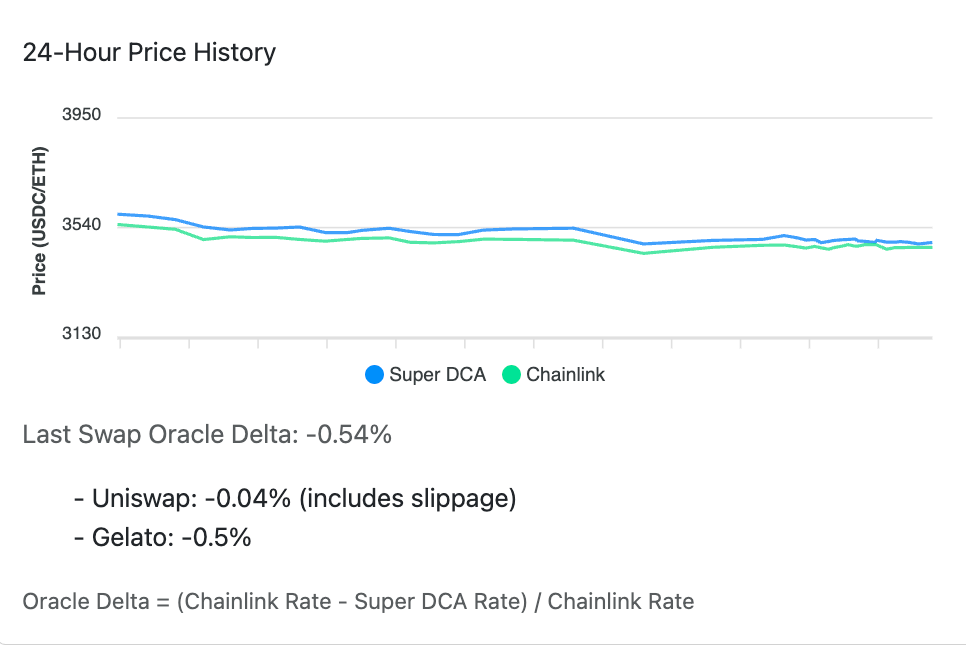 24-Hour Price History
3950
3540
3130
Price (USDC/ETH)
Super DCA Chainlink
Last Swap Oracle Delta: -0.54%
- Uniswap: -0.04% (includes slippage)
- Gelato: -0.5%
Oracle Delta = (Chainlink Rate - Super DCA Rate) / Chainlink Rate